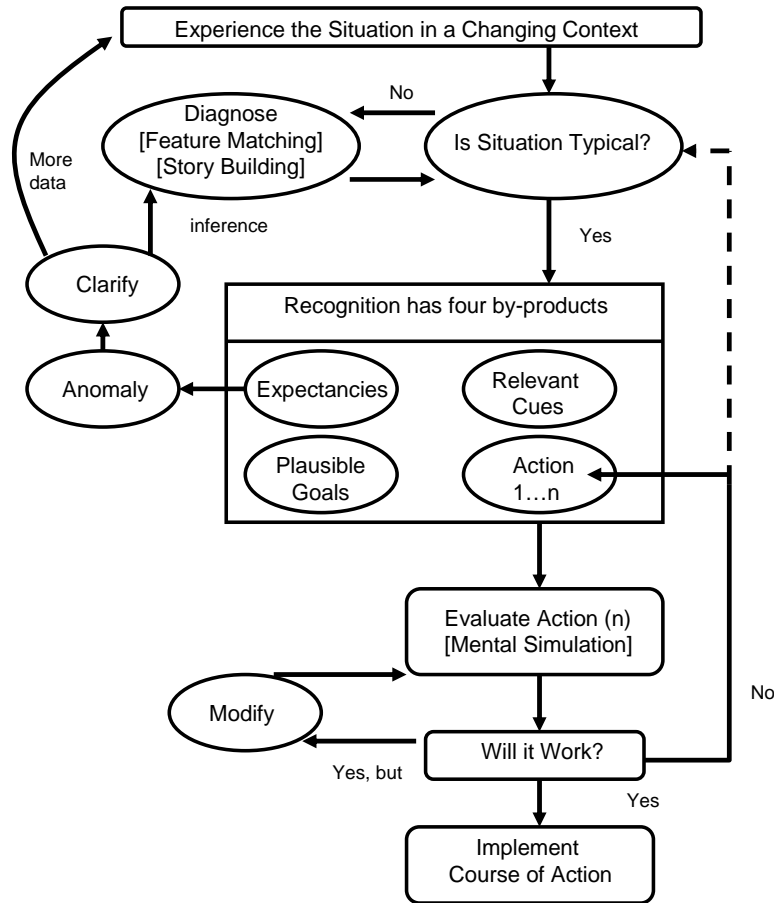 Experience the Situation in a Changing Context
No
Diagnose
[Feature Matching]
[Story Building]
Is Situation Typical?
More
data
inference
Yes
Clarify
Recognition has four by-products
Anomaly
Expectancies
Relevant
Cues
Plausible
Goals
Action
1…n
Evaluate Action (n)
[Mental Simulation]
No
Modify
Will it Work?
Yes, but
Yes
Implement
Course of Action